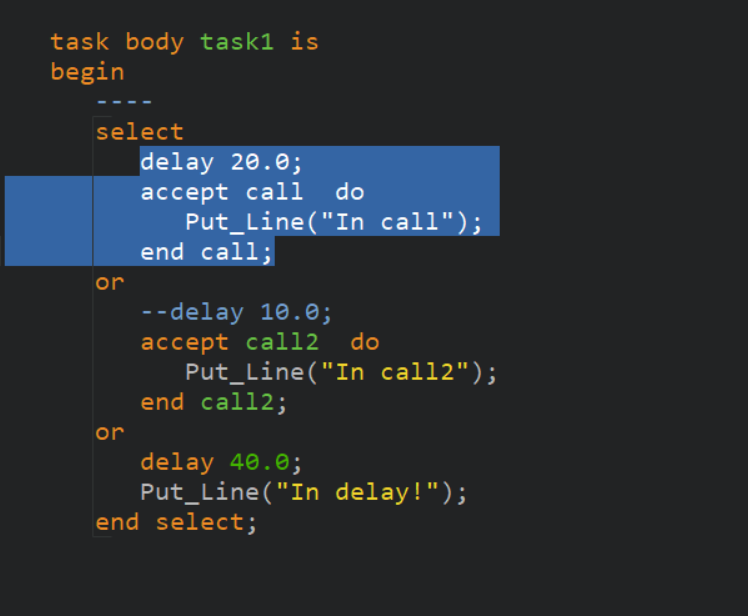 task body task1 is
begin
----
select
delay 20.0;
accept call  do
Put_Line("In call");
end call;
or
--delay 10.0;
accept call2  do
Put_Line("In call2");
end call2;
or
delay 40.0;
Put_Line("In delay!");
end select;